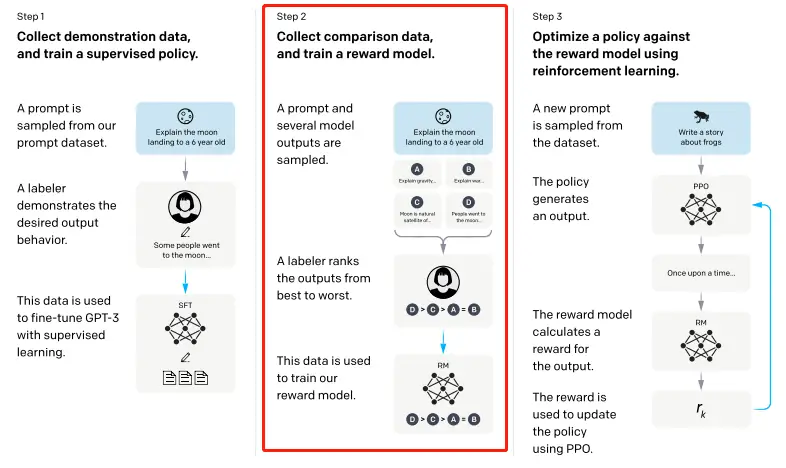 Step 1
Collect demonstration data,
and train a supervised policy.
A prompt is
sampled from our
prompt dataset.
Explain the moon
landing to a 6 year old
A labeler
demonstrates the
desired output
behavior.
Some people went
to the moon...
This data is used
to fine-tune GPT-3
with supervised
learning.
SFT
Step 2
Collect comparison data,
and train a reward model.
A prompt and
several model
outputs are
sampled.
Explain the moon
landing to a 6 year old
A
Explain gravity...
B
Explain war...
C
Moon is natural
satellite of...
D
People went to
the moon...
A labeler ranks
the outputs from
best to worst.
D > C > A = B
This data is used
to train our
reward model.
RM
D > C > A = B
Step 3
Optimize a policy against
the reward model using
reinforcement learning.
A new prompt
is sampled from
the dataset.
Write a story
about frogs
The policy
generates
an output.
PPO
Once upon a time...
The reward model
calculates a
reward for
the output.
RM
The reward is
used to update
the policy
using PPO.
rk